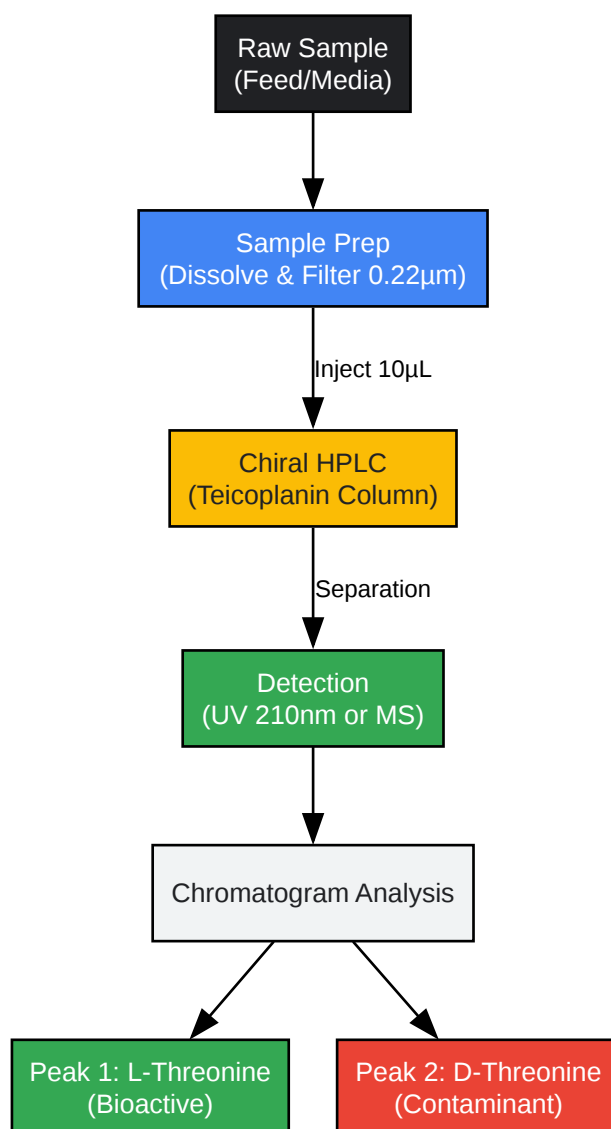 Raw Sample
(Feed/Media)
Sample Prep
(Dissolve & Filter 0.22µm)
Inject 10µL
Chiral HPLC
(Teicoplanin Column)
Separation
Detection
(UV 210nm or MS)
Chromatogram Analysis
Peak 1: L-Threonine
(Bioactive)
Peak 2: D-Threonine
(Contaminant)